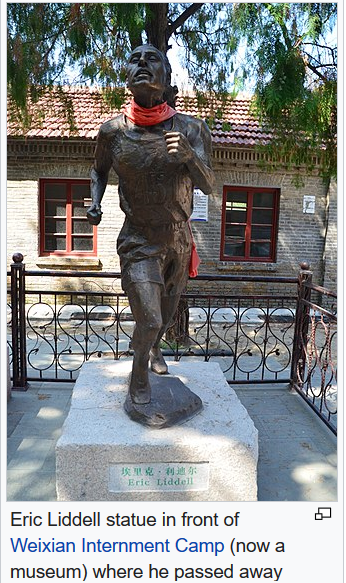 埃里克·利迪尔
Eric Liddell
Eric Liddell statue in front of
Weixian Internment Camp (now a
museum) where he passed away